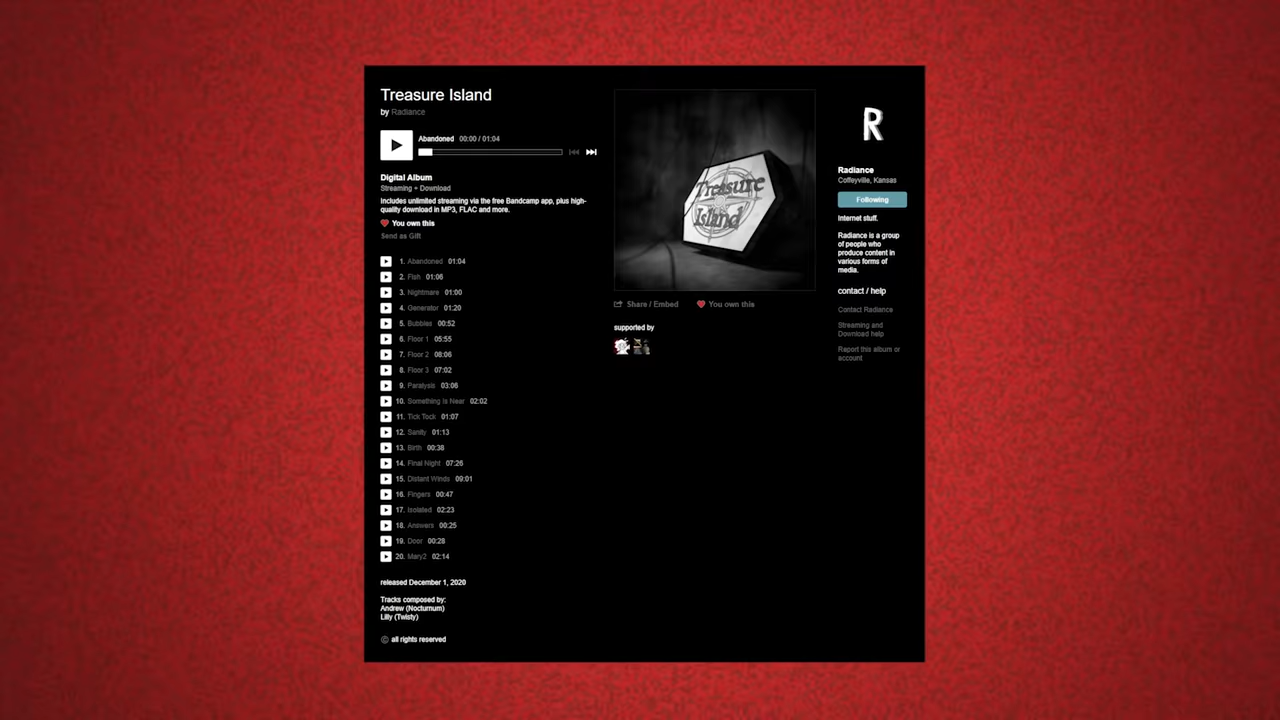 Treasure Island
by Radiance
Abandoned 00:00 / 01:04
Digital Album
Streaming + Download
Includes unlimited streaming via the free Bandcamp app, plus high-
quality download in MP3, FLAC and more.
You own this
Send as Gift
1. Abandoned 01:04
2. Fish 01:06
3. Nightmare 01:00
4. Generator 01:20
5. Bubbles 00:52
6. Floor 1 05:55
7. Floor 2 08:06
8. Floor 3 07:02
9. Paralysis 03:06
10. Something Is Near 02:02
11. Tick Tock 01:07
12. Sanity 01:13
13. Birth 00:38
14. Final Night 07:26
15. Distant Winds 09:01
16. Fingers 00:47
17. Isolated 02:23
18. Answers 00:25
19. Door 00:28
20. Mary2 02:14
released December 1, 2020
Tracks composed by:
Andrew (Nocturnum)
Lilly (Twisty)
© all rights reserved
Treasure
Island
Share / Embed
You own this
supported by
R
Radiance
Coffeyville, Kansas
Following
Internet stuff.
Radiance is a group
of people who
produce content in
various forms of
media.
contact / help
Contact Radiance
Streaming and
Download help
Report this album or
account